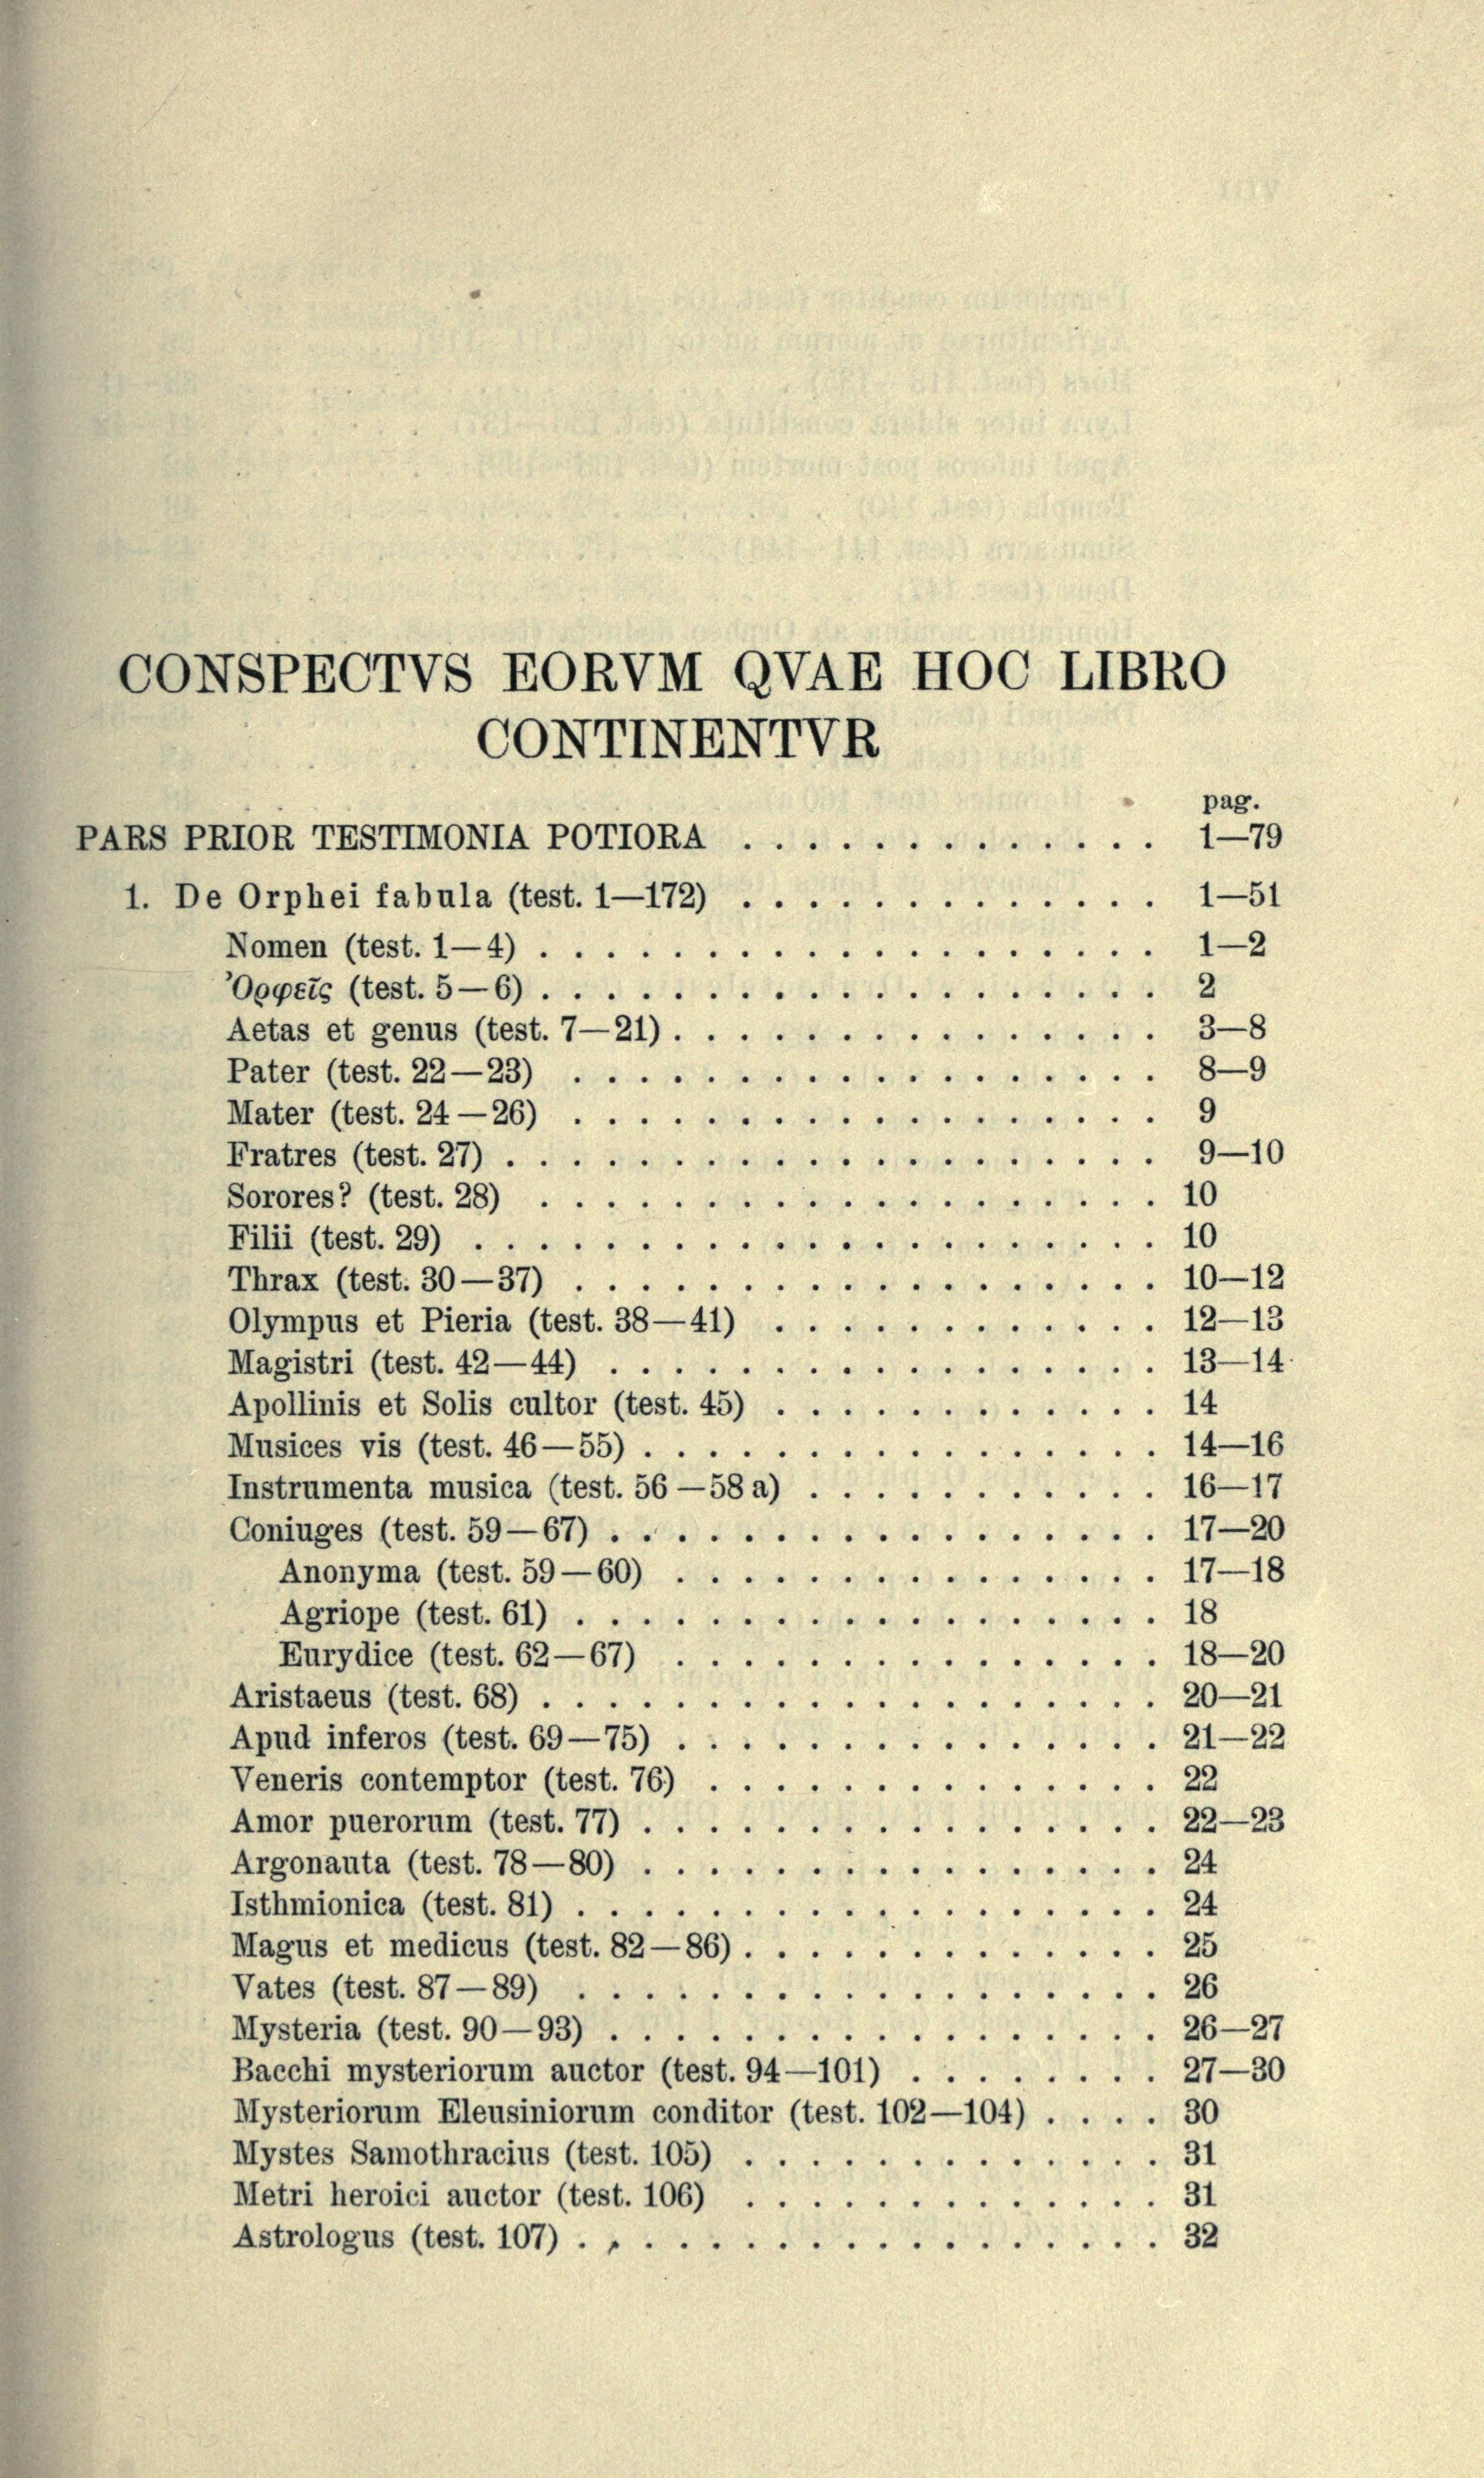 CONSPECTVS EORVM QVAE HOC LIBRO
CONTINENTVR
pag.
PARS PRIOR TESTIMONIA POTIORA . . . . . . . . . . . . . 1—79
1. De Orphei fabula (test. 1—172) . . . . . . . . . . . . . 1—51
Nomen (test. 1—4) . . . . . . . . . . . . . . . . . . . 1—2
Ὀρφεῖς (test. 5—6) . . . . . . . . . . . . . . . . . . . 2
Aetas et genus (test. 7—21) . . . . . . . . . . . . . . . 3—8
Pater (test. 22—23) . . . . . . . . . . . . . . . . . . 8—9
Mater (test. 24—26) . . . . . . . . . . . . . . . . . . 9
Fratres (test. 27) . . . . . . . . . . . . . . . . . . . . 9—10
Sorores? (test. 28) . . . . . . . . . . . . . . . . . . . 10
Filii (test. 29) . . . . . . . . . . . . . . . . . . . . . 10
Thrax (test. 30—37) . . . . . . . . . . . . . . . . . . 10—12
Olympus et Pieria (test. 38—41) . . . . . . . . . . . . 12—13
Magistri (test. 42—44) . . . . . . . . . . . . . . . . . 13—14
Apollinis et Solis cultor (test. 45) . . . . . . . . . . . . 14
Musices vis (test. 46—55) . . . . . . . . . . . . . . . . 14—16
Instrumenta musica (test. 56—58 a) . . . . . . . . . . . 16—17
Coniuges (test. 59—67) . . . . . . . . . . . . . . . . . 17—20
Anonyma (test. 59—60) . . . . . . . . . . . . . . . 17—18
Agriope (test. 61) . . . . . . . . . . . . . . . . . . 18
Eurydice (test. 62—67) . . . . . . . . . . . . . . . 18—20
Aristaeus (test. 68) . . . . . . . . . . . . . . . . . . . 20—21
Apud inferos (test. 69—75) . . . . . . . . . . . . . . . 21—22
Veneris contemptor (test. 76) . . . . . . . . . . . . . . 22
Amor puerorum (test. 77) . . . . . . . . . . . . . . . . 22—23
Argonauta (test. 78—80) . . . . . . . . . . . . . . . . 24
Isthmionica (test. 81) . . . . . . . . . . . . . . . . . . 24
Magus et medicus (test. 82—86) . . . . . . . . . . . . . 25
Vates (test. 87—89) . . . . . . . . . . . . . . . . . . 26
Mysteria (test. 90—93) . . . . . . . . . . . . . . . . . 26—27
Bacchi mysteriorum auctor (test. 94—101) . . . . . . . . 27—30
Mysteriorum Eleusiniorum conditor (test. 102—104) . . . . 30
Mystes Samothracius (test. 105) . . . . . . . . . . . . . 31
Metri heroici auctor (test. 106) . . . . . . . . . . . . . 31
Astrologus (test. 107) . . . . . . . . . . . . . . . . . . 32